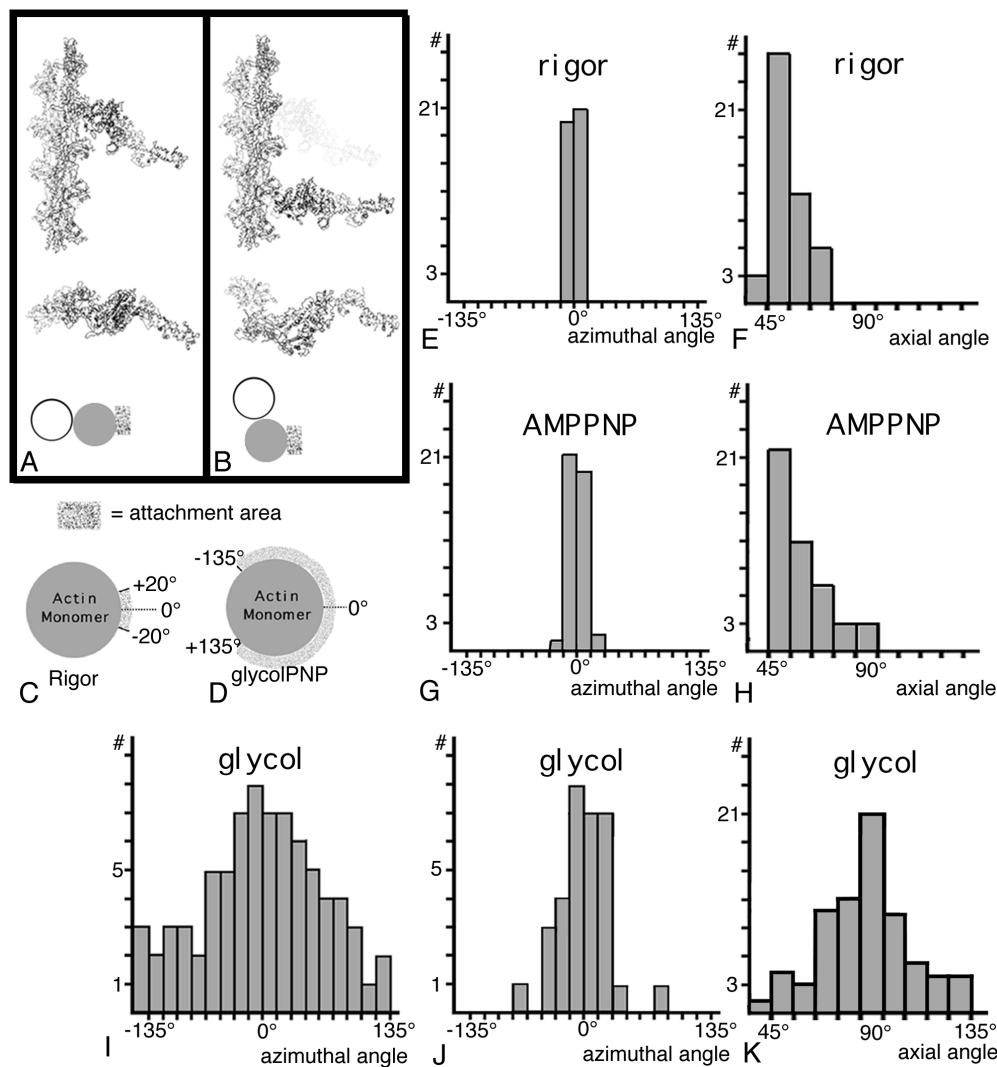 A
B
= attachment area
Actin
Monomer
+20°
0°
-20°
Rigor
C
-135°
Actin
Monomer
0°
+135°
glycolPNP
D
#
rigor
21
3
-135°
0°
135°
azimuthal angle
E
#
rigor
21
3
45°
90°
axial angle
F
#
AMPPNP
21
3
-135°
0°
135°
azimuthal angle
G
#
AMPPNP
21
3
45°
90°
axial angle
H
#
glycol
5
1
-135°
0°
135°
azimuthal angle
I
#
glycol
5
1
-135°
0°
135°
azimuthal angle
J
#
glycol
21
3
45°
90°
135°
axial angle
K